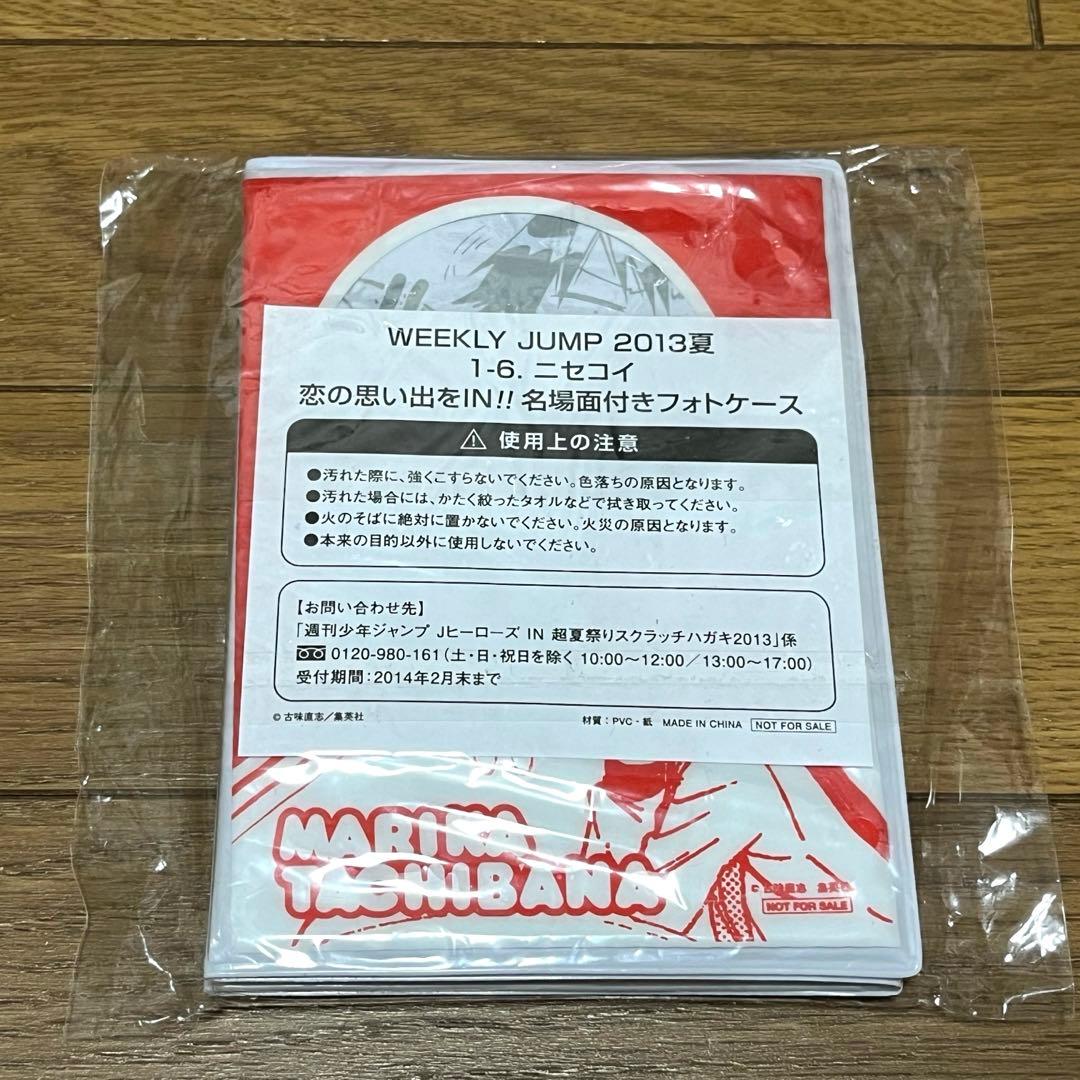 WEEKLY JUMP 2013夏
1-6. ニセコイ
恋の思い出をIN!! 名場面付きフォトケース
⚠ 使用上の注意
●汚れた際に、強くこすらないでください。色落ちの原因となります。
●汚れた場合には、かたく絞ったタオルなどで拭き取ってください。
●火のそばに絶対に置かないでください。火災の原因となります。
●本来の目的以外に使用しないでください。
【お問い合わせ先】
「週刊少年ジャンプ Jヒーローズ IN 超夏祭りスクラッチハガキ2013」係
0120-980-161(土・日・祝日を除く 10:00～12:00／13:00～17:00)
受付期間:2014年2月末まで
© 古味直志／集英社
材質:PVC・紙 MADE IN CHINA NOT FOR SALE
MARIKA
TACHIBANA
© 古味直志 集英社
NOT FOR SALE